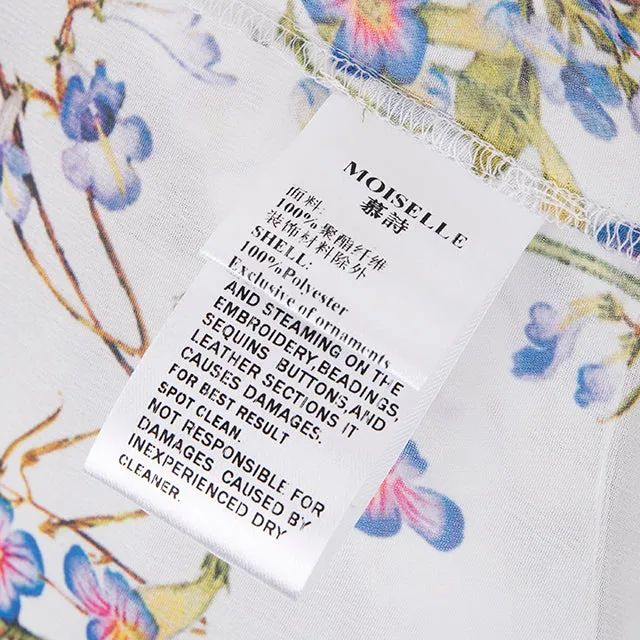 MOISELLE
慕詩
面料:
100%聚酯纤维
装饰材料除外
SHELL:
100%Polyester
Exclusive of ornaments
AND STEAMING ON THE
EMBROIDERY,BEADINGS,
SEQUINS BUTTONS,AND
LEATHER SECTIONS IT
CAUSES DAMAGES.
FOR BEST RESULT
SPOT CLEAN.
NOT RESPONSIBLE FOR
DAMAGES CAUSED BY
INEXPERIENCED DRY
CLEANER.